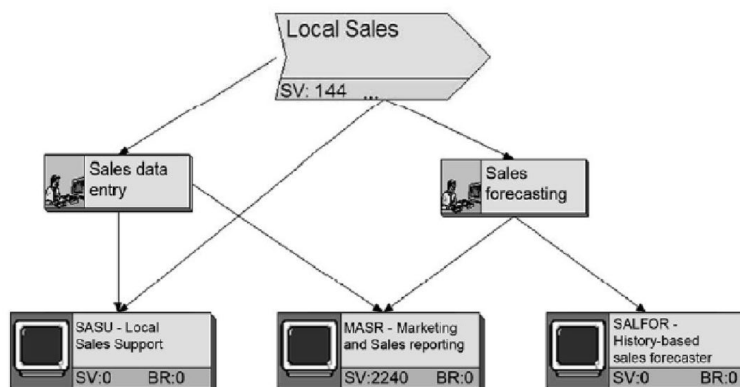 Local Sales
SV: 144 ...
Sales data
entry
Sales
forecasting
SASU - Local
Sales Support
SV:0 BR:0
MASR - Marketing
and Sales reporting
SV:2240 BR:0
SALFOR -
History-based
sales forecaster
SV:0 BR:0